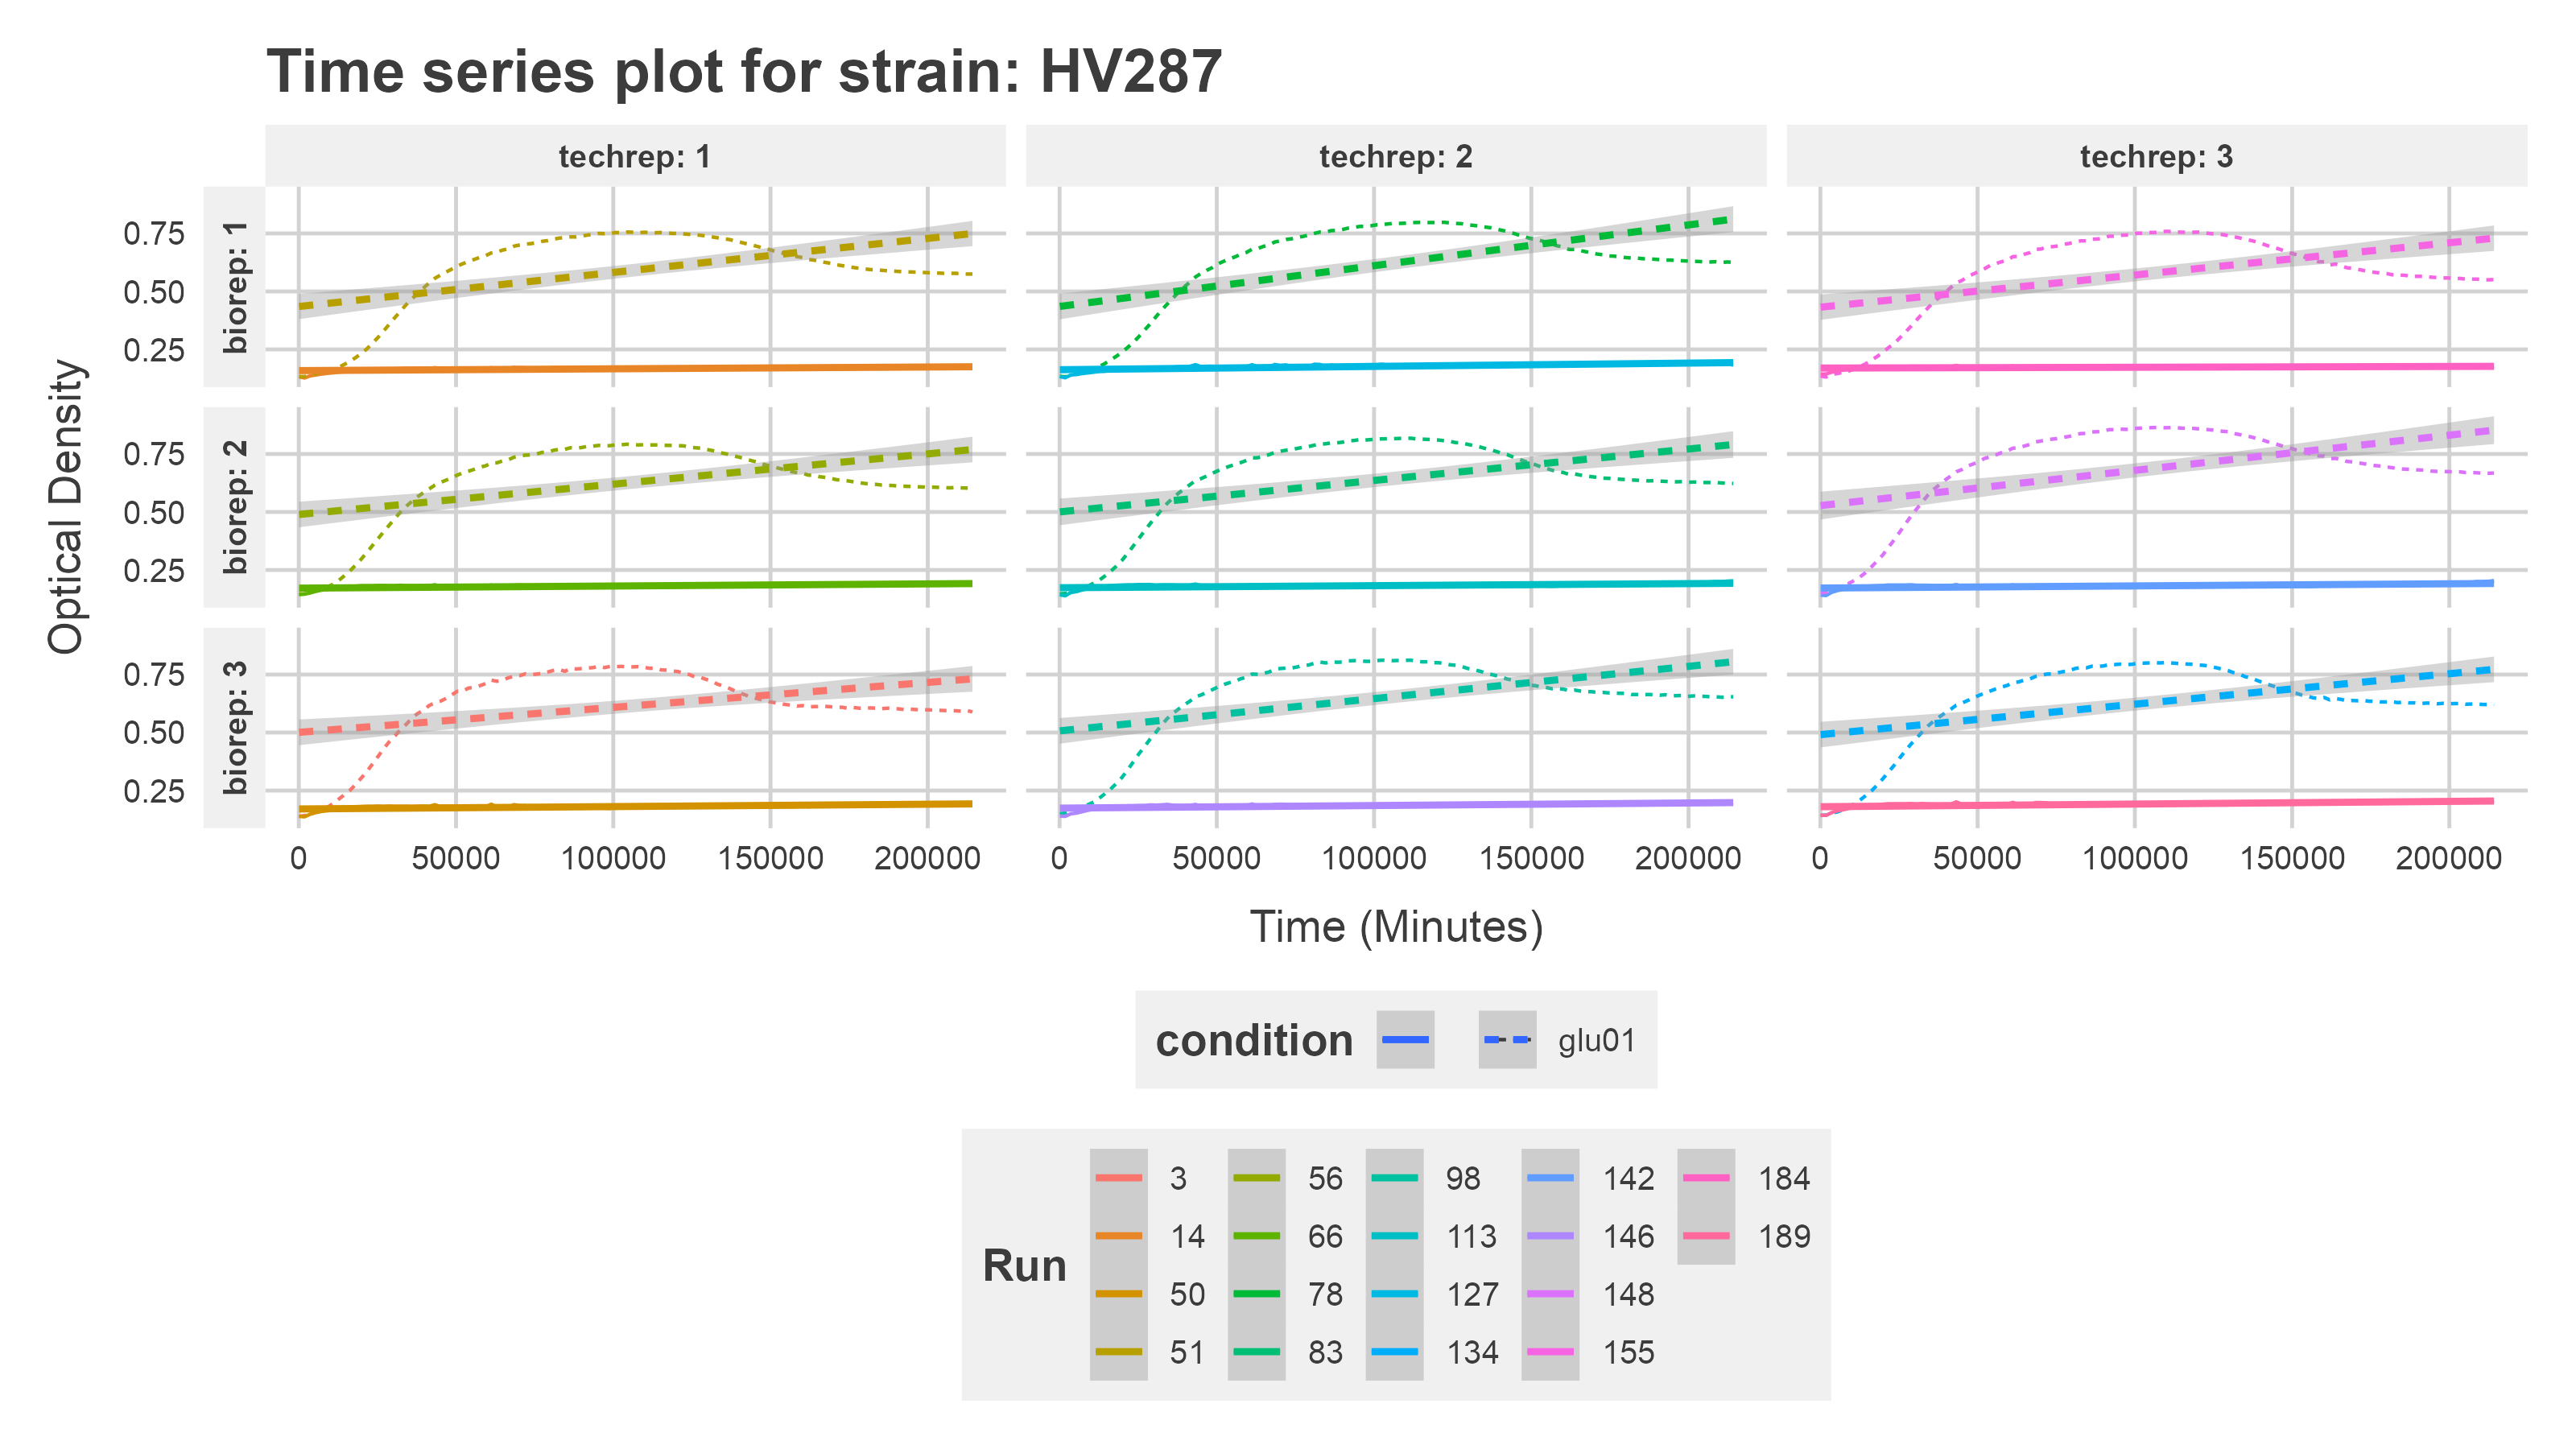 Time series plot for strain: HV287
techrep: 1 techrep: 2 techrep: 3
Optical Density
biorep: 1
0.75
0.50
0.25
biorep: 2
0.75
0.50
0.25
biorep: 3
0.75
0.50
0.25
0 50000 100000 150000 200000 0 50000 100000 150000 200000 0 50000 100000 150000 200000
Time (Minutes)
condition glu01
Run
3 56 98 142 184
14 66 113 146 189
50 78 127 148
51 83 134 155